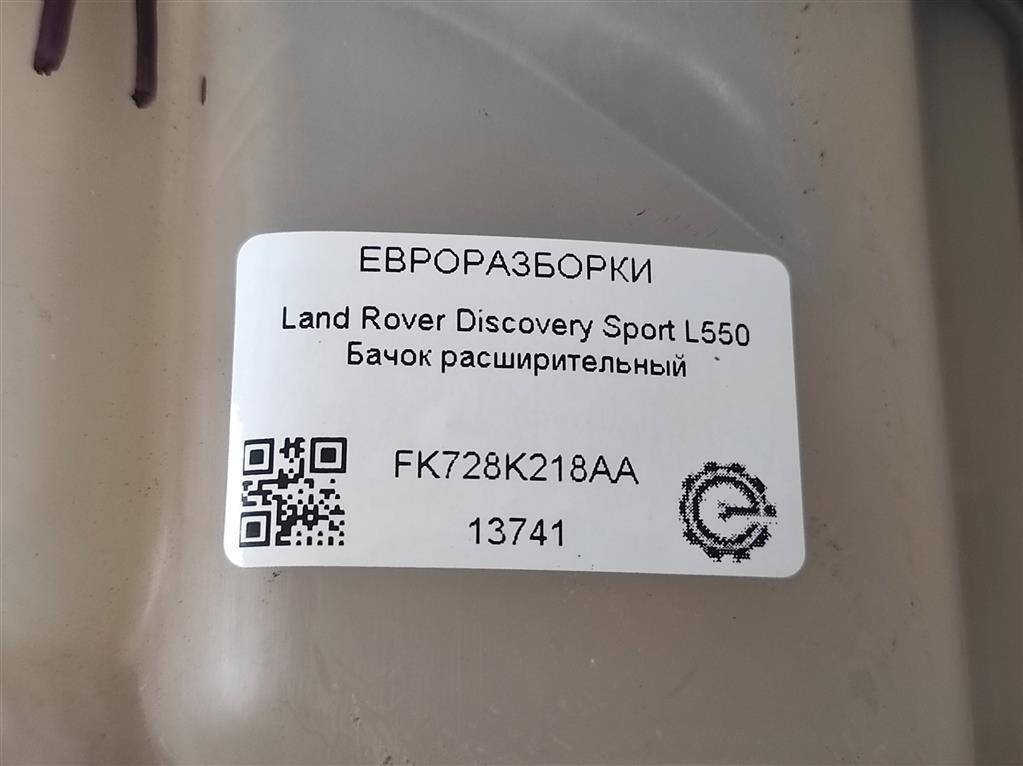 ЕВРОРАЗБОРКИ
Land Rover Discovery Sport L550
Бачок расширительный
FK728K218AA
13741